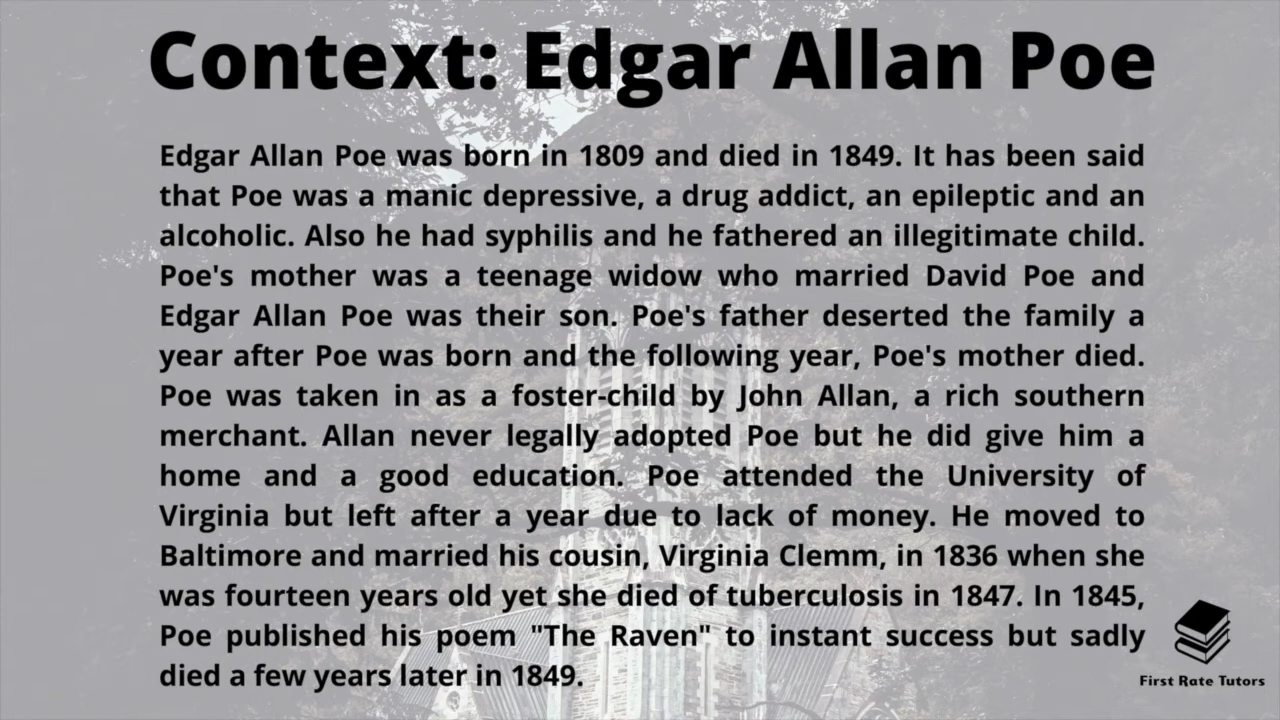 Context: Edgar Allan Poe
Edgar Allan Poe was born in 1809 and died in 1849. It has been said
that Poe was a manic depressive, a drug addict, an epileptic and an
alcoholic. Also he had syphilis and he fathered an illegitimate child.
Poe's mother was a teenage widow who married David Poe and
Edgar Allan Poe was their son. Poe's father deserted the family a
year after Poe was born and the following year, Poe's mother died.
Poe was taken in as a foster-child by John Allan, a rich southern
merchant. Allan never legally adopted Poe but he did give him a
home and a good education. Poe attended the University of
Virginia but left after a year due to lack of money. He moved to
Baltimore and married his cousin, Virginia Clemm, in 1836 when she
was fourteen years old yet she died of tuberculosis in 1847. In 1845,
Poe published his poem "The Raven" to instant success but sadly
died a few years later in 1849.
First Rate Tutors